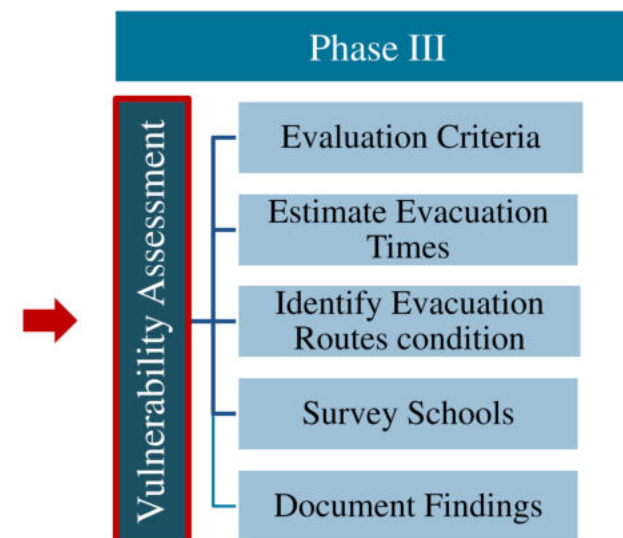 Phase III
Vulnerability Assessment
Evaluation Criteria
Estimate Evacuation
Times
Identify Evacuation
Routes condition
Survey Schools
Document Findings